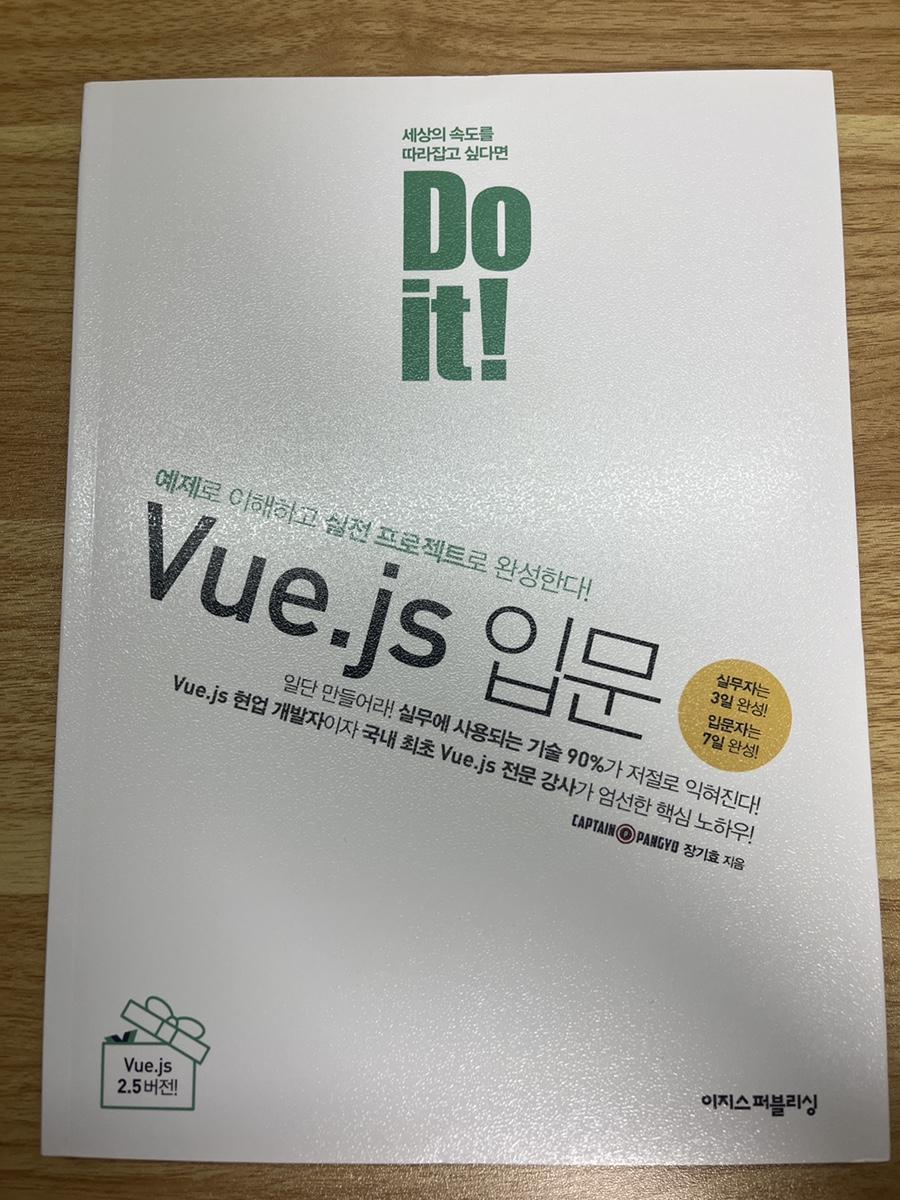 세상의 속도를
따라잡고 싶다면
Do
it!
예제로 이해하고 실전 프로젝트로 완성한다!
Vue.js 입문
실무자는
3일 완성!
입문자는
7일 완성!
일단 만들어라! 실무에 사용되는 기술 90%가 저절로 익혀진다!
Vue.js 현업 개발자이자 국내 최초 Vue.js 전문 강사가 엄선한 핵심 노하우!
CAPTAIN P PANGYO 장기효 지음
Vue.js
2.5버전!
이지스퍼블리싱